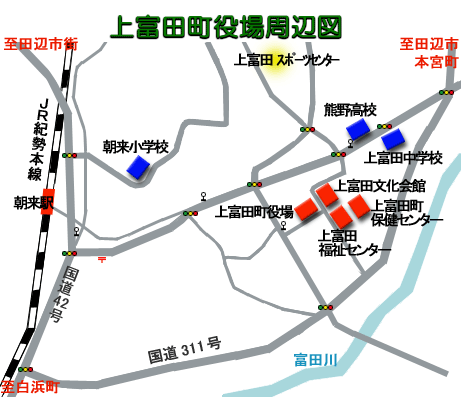 上富田町役場周辺図
至田辺市街
至田辺市
本宮町
上富田 スポーツセンター
JR紀勢本線
熊野高校
朝来小学校
上富田中学校
上富田文化会館
朝来駅
上富田町役場
上富田町
保健センター
上富田
福祉センター
〒
国道42号
国道 311 号
富田川
至白浜町